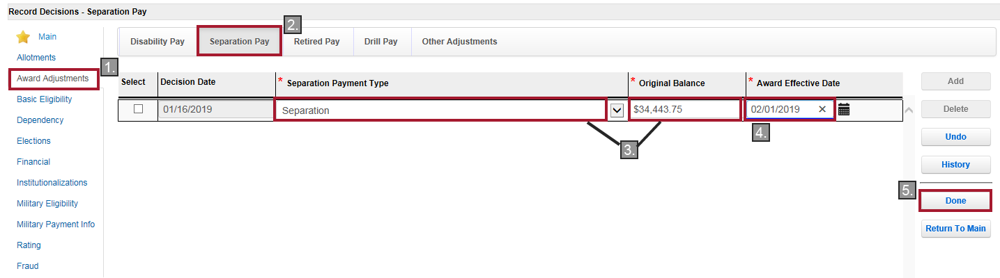 Record Decisions - Separation Pay
Main
Allotments
1.
Award Adjustments
Basic Eligibility
Dependency
Elections
Financial
Institutionalizations
Military Eligibility
Military Payment Info
Rating
Fraud
2.
Disability Pay Separation Pay Retired Pay Drill Pay Other Adjustments
Select Decision Date * Separation Payment Type * Original Balance * Award Effective Date
01/16/2019 Separation $34,443.75 02/01/2019 ×
3.
4.
Add
Delete
Undo
History
5.
Done
Return To Main